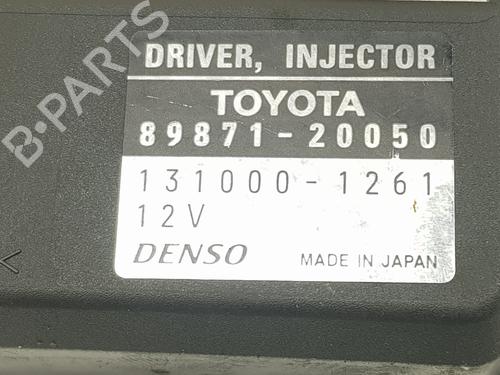 B-PARTS
DRIVER, INJECTOR
TOYOTA
89871-20050
131000-1261
12V
DENSO MADE IN JAPAN